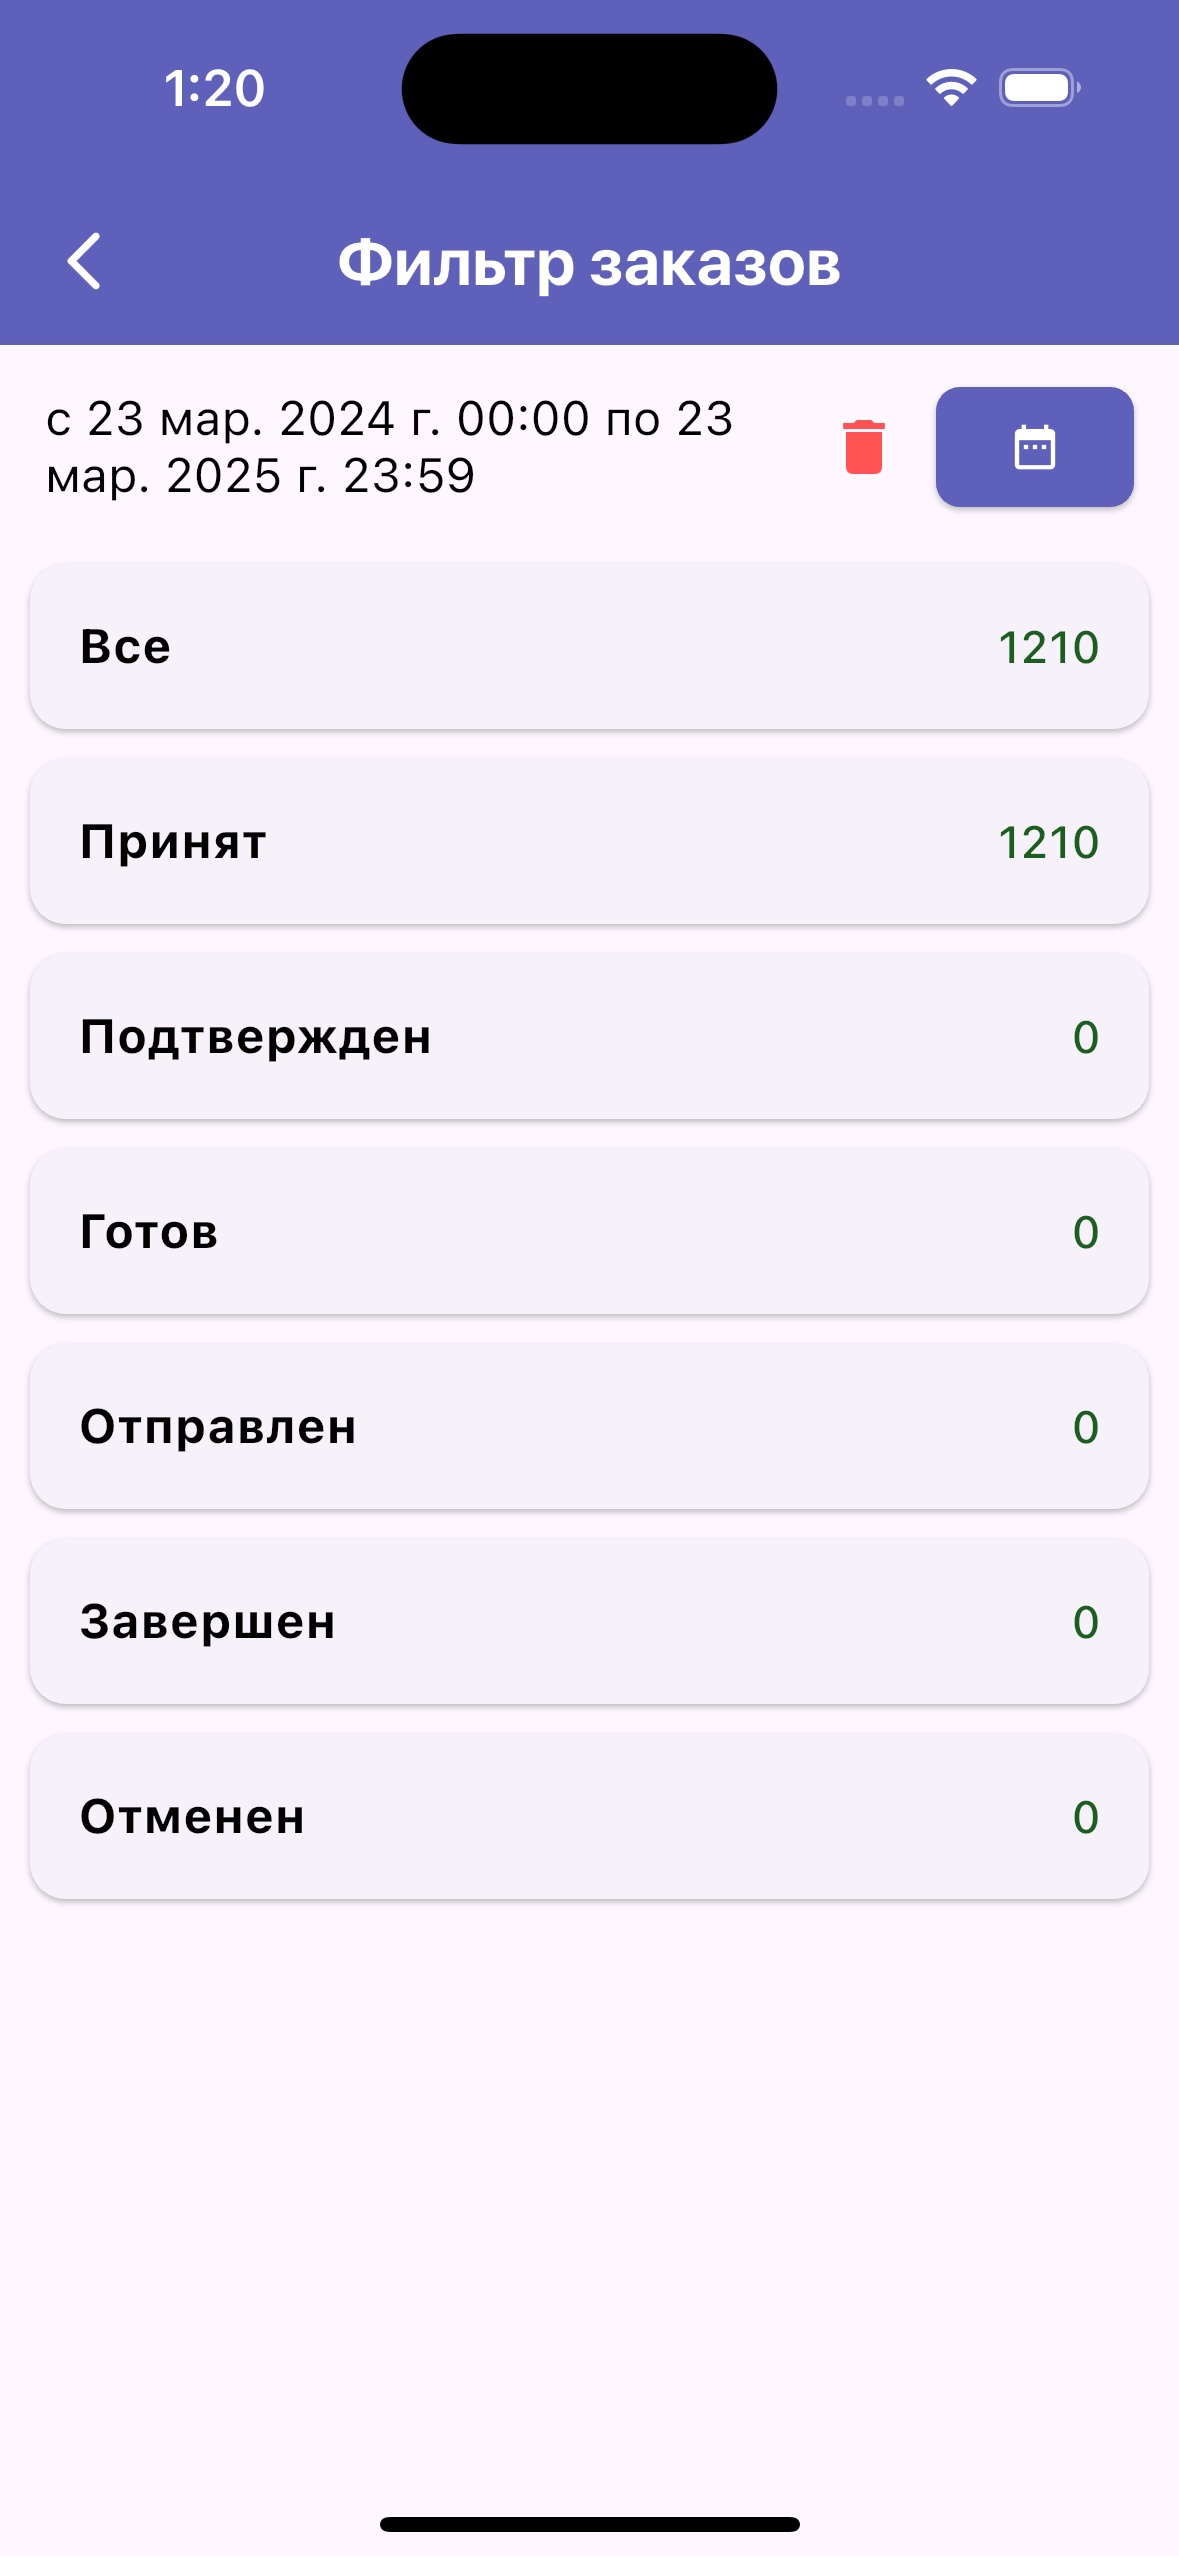 1:20
Фильтр заказов
с 23 мар. 2024 г. 00:00 по 23
мар. 2025 г. 23:59
Все 1210
Принят 1210
Подтвержден 0
Готов 0
Отправлен 0
Завершен 0
Отменен 0